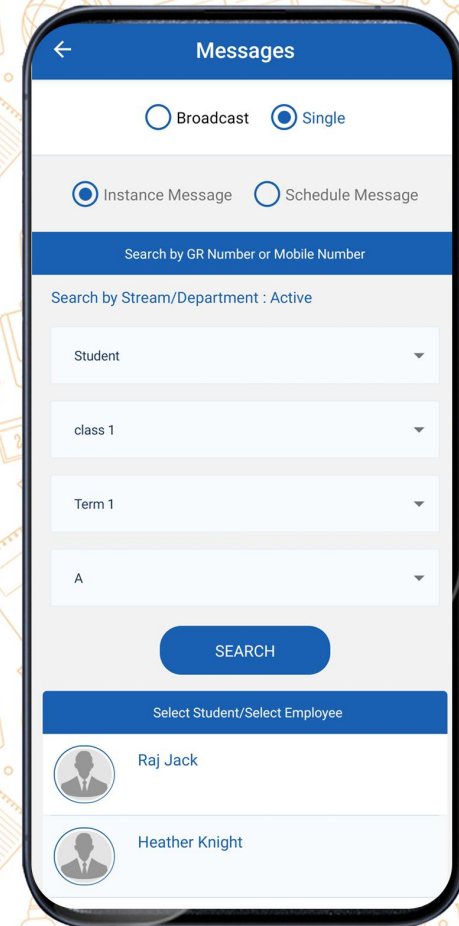 Messages
Broadcast Single
Instance Message Schedule Message
Search by GR Number or Mobile Number
Search by Stream/Department : Active
Student
class 1
Term 1
A
SEARCH
Select Student/Select Employee
Raj Jack
Heather Knight